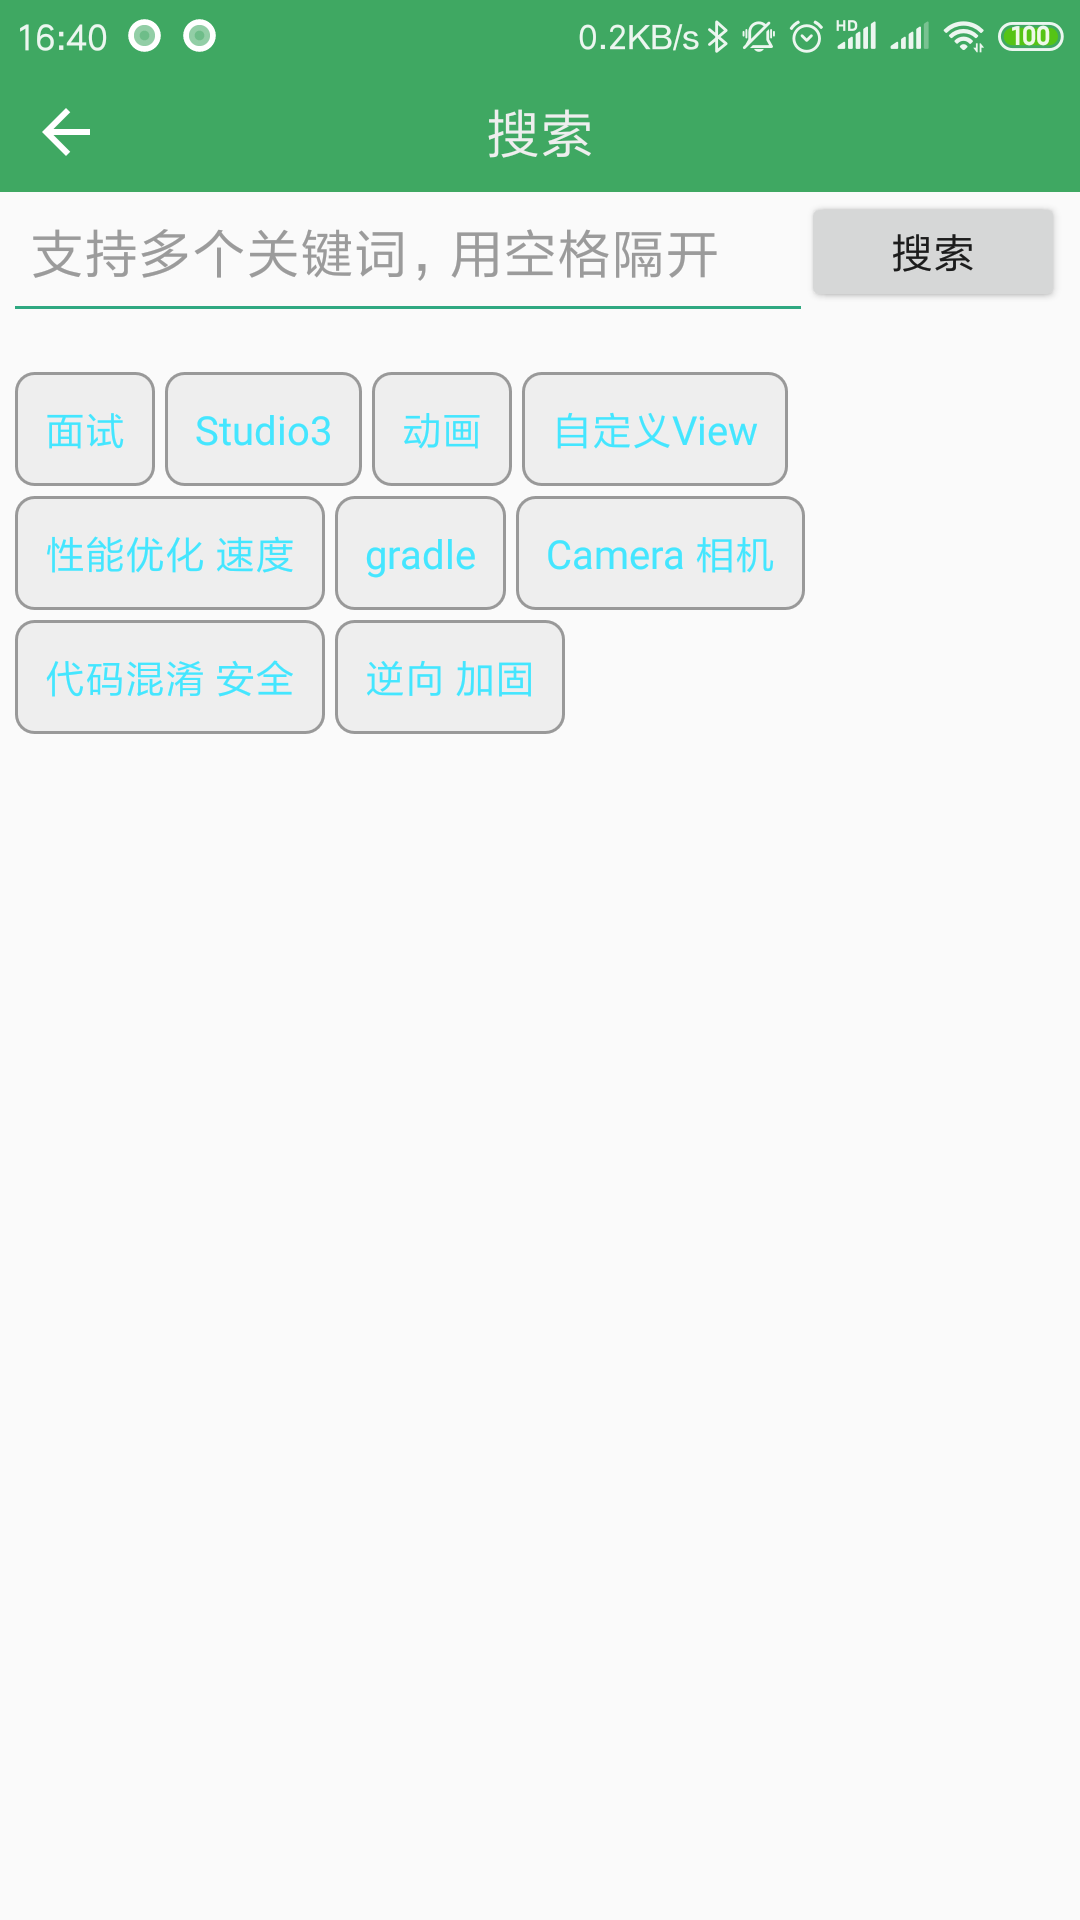 16:40 0.2KB/s HD 100
搜索
支持多个关键词，用空格隔开 搜索
面试 Studio3 动画 自定义View
性能优化 速度 gradle Camera 相机
代码混淆 安全 逆向 加固